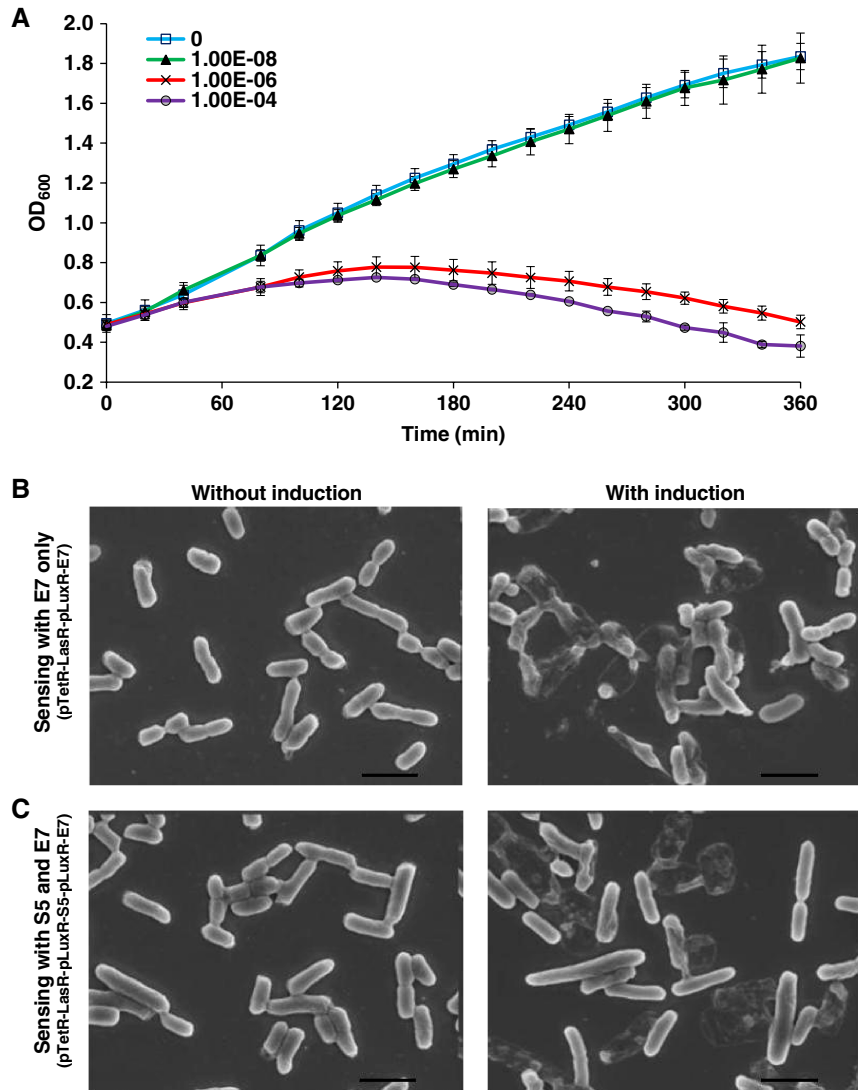 A
2.0
1.8
1.6
1.4
1.2
1.0
0.8
0.6
0.4
0.2
OD600
0
1.00E-08
1.00E-06
1.00E-04
0 60 120 180 240 300 360
Time (min)
B
Without induction With induction
Sensing with E7 only
(pTetR-LasR-pLuxR-E7)
C
Sensing with S5 and E7
(pTetR-LasR-pLuxR-S5-pLuxR-E7)